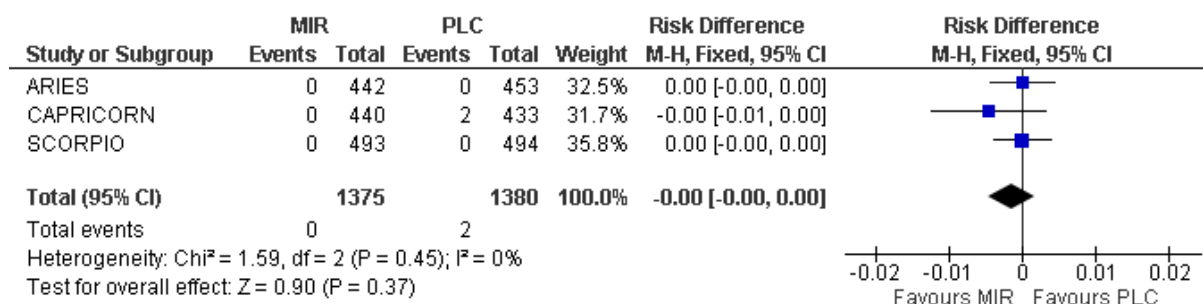 MIR PLC Risk Difference Risk Difference
Study or Subgroup Events Total Events Total Weight M-H, Fixed, 95% CI M-H, Fixed, 95% CI
ARIES 0 442 0 453 32.5% 0.00 [-0.00, 0.00]
CAPRICORN 0 440 2 433 31.7% -0.00 [-0.01, 0.00]
SCORPIO 0 493 0 494 35.8% 0.00 [-0.00, 0.00]
Total (95% CI) 1375 1380 100.0% -0.00 [-0.00, 0.00]
Total events 0 2
Heterogeneity: Chi² = 1.59, df = 2 (P = 0.45); I² = 0%
Test for overall effect: Z = 0.90 (P = 0.37)
-0.02 -0.01 0 0.01 0.02
Favours MIR Favours PLC